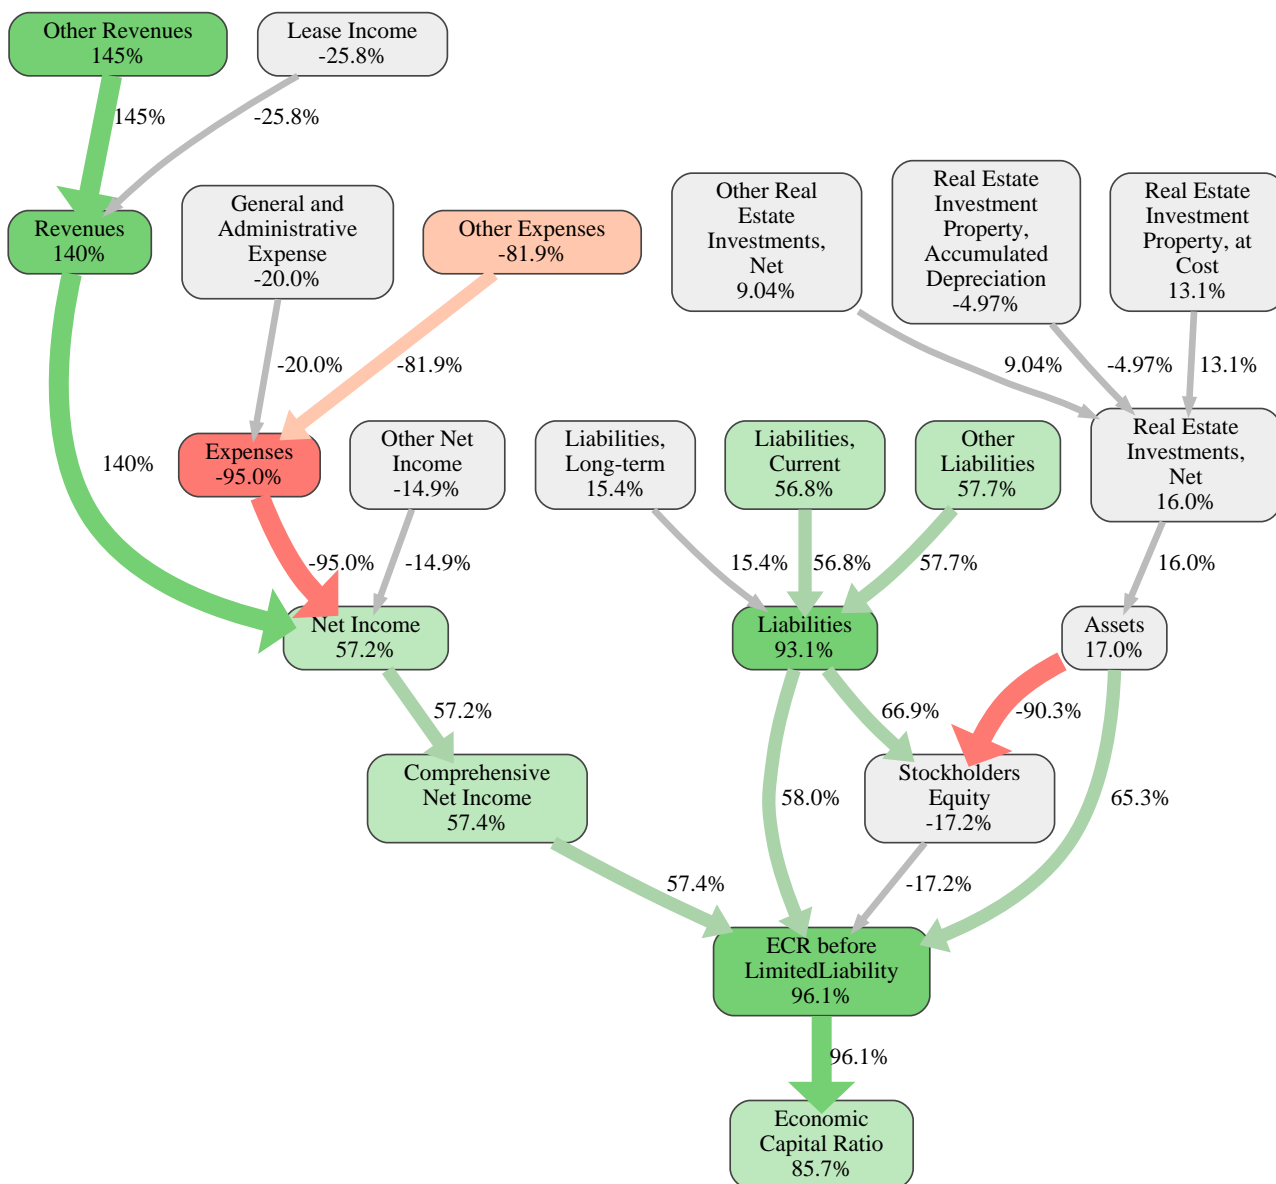 Other Revenues
145%
Lease Income
-25.8%
145%
-25.8%
Revenues
140%
General and
Administrative
Expense
-20.0%
Other Expenses
-81.9%
Other Real
Estate
Investments,
Net
9.04%
Real Estate
Investment
Property,
Accumulated
Depreciation
-4.97%
Real Estate
Investment
Property, at
Cost
13.1%
-20.0%
-81.9%
9.04%
-4.97%
13.1%
140%
Expenses
-95.0%
Other Net
Income
-14.9%
Liabilities,
Long-term
15.4%
Liabilities,
Current
56.8%
Other
Liabilities
57.7%
Real Estate
Investments,
Net
16.0%
-95.0%
-14.9%
15.4%
56.8%
57.7%
16.0%
Net Income
57.2%
Liabilities
93.1%
Assets
17.0%
57.2%
66.9%
-90.3%
Comprehensive
Net Income
57.4%
58.0%
Stockholders
Equity
-17.2%
65.3%
57.4%
-17.2%
ECR before
LimitedLiability
96.1%
96.1%
Economic
Capital Ratio
85.7%